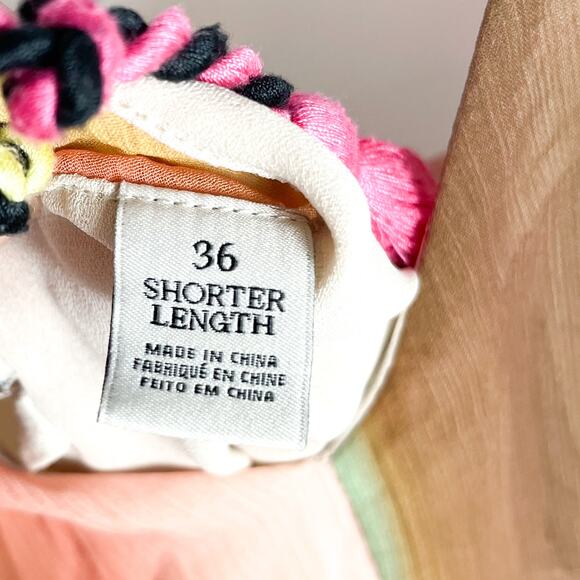 36
SHORTER
LENGTH
MADE IN CHINA
FABRIQUÉ EN CHINE
FEITO EM CHINA